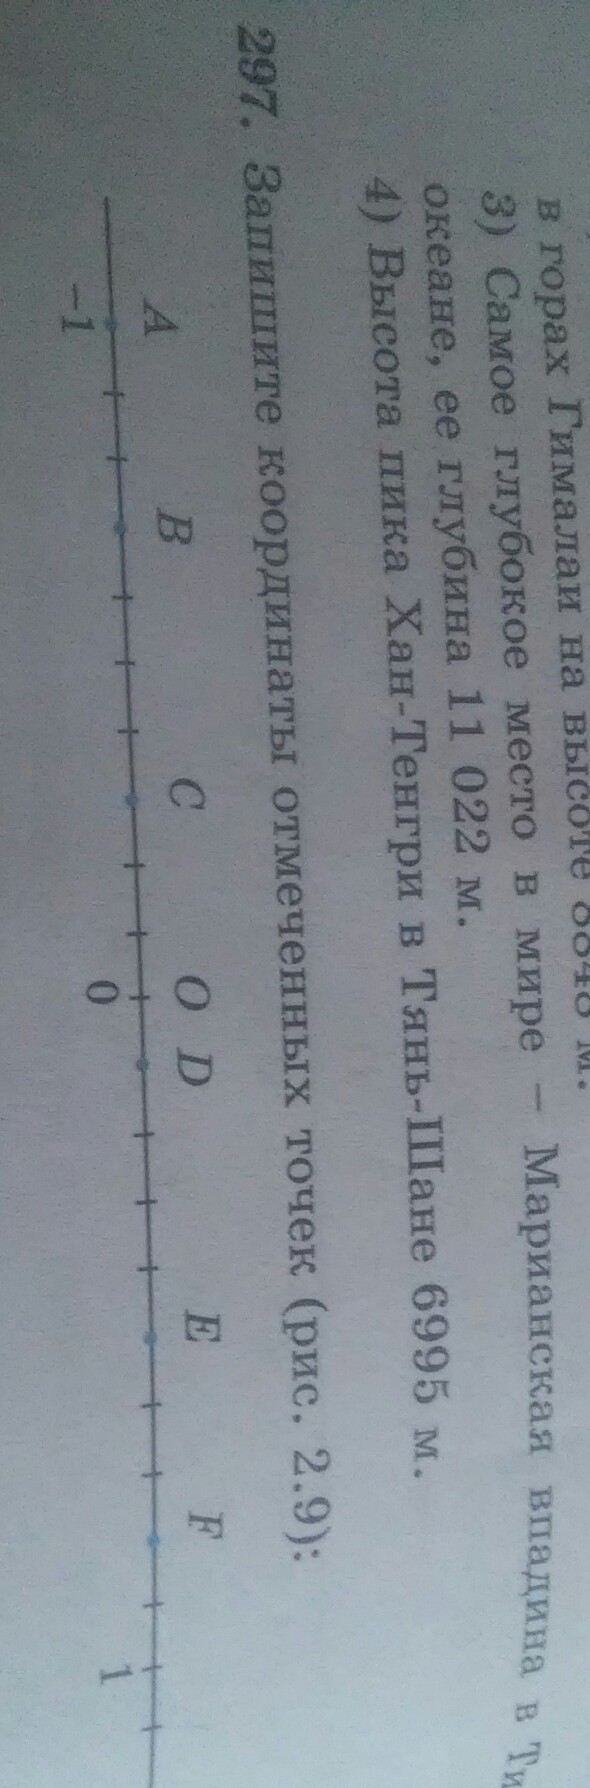 в горах Гималаи на высоте 8848 м.
3) Самое глубокое место в мире – Марианская впадина в
океане, ее глубина 11 022 м.
4) Высота пика Хан-Тенгри в Тянь-Шане 6995 м.
297. Запишите координаты отмеченных точек (рис. 2.9):
A B C O D E F
–1 0 1